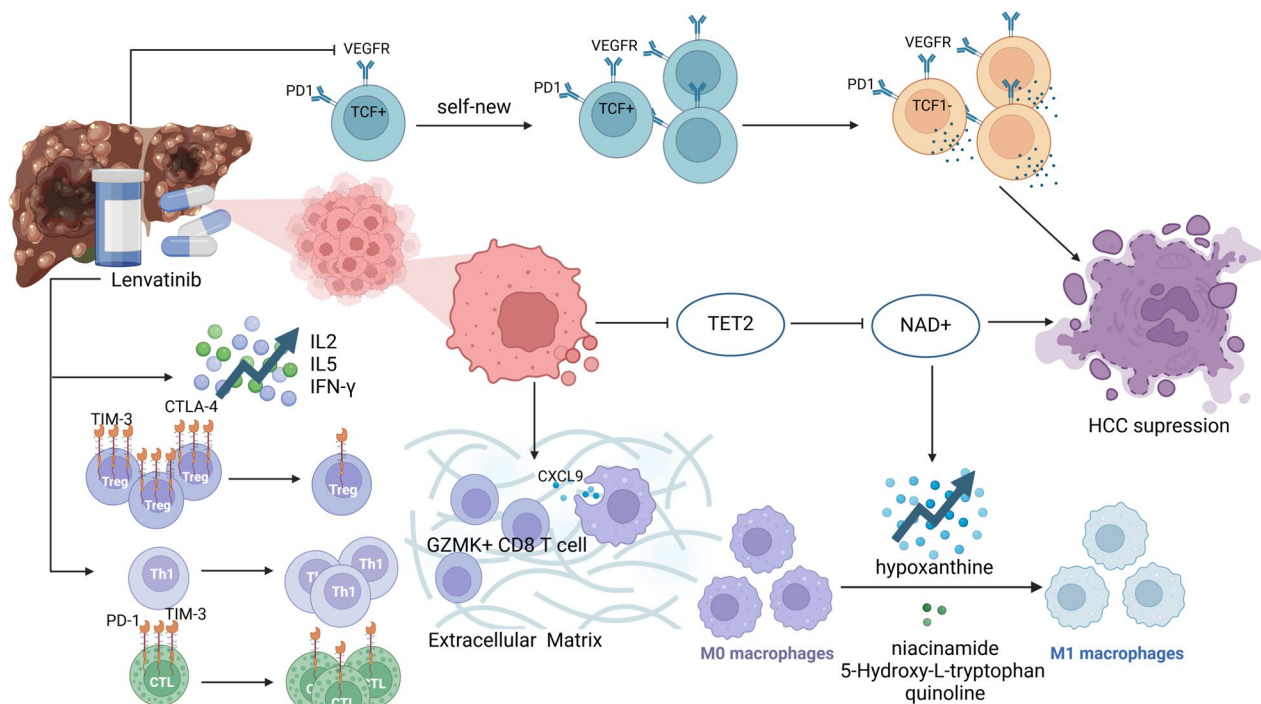 VEGFR
PD1
TCF+
self-new
VEGFR
PD1
TCF+
VEGFR
PD1
TCF1-
Lenvatinib
IL2
IL5
IFN-γ
TET2
NAD+
HCC supression
TIM-3
CTLA-4
Treg
Treg
Treg
Treg
CXCL9
GZMK+ CD8 T cell
Extracellular Matrix
Th1
Th1
Th1
PD-1
TIM-3
CTL
CTL
CTL
hypoxanthine
niacinamide
5-Hydroxy-L-tryptophan
quinoline
M0 macrophages
M1 macrophages